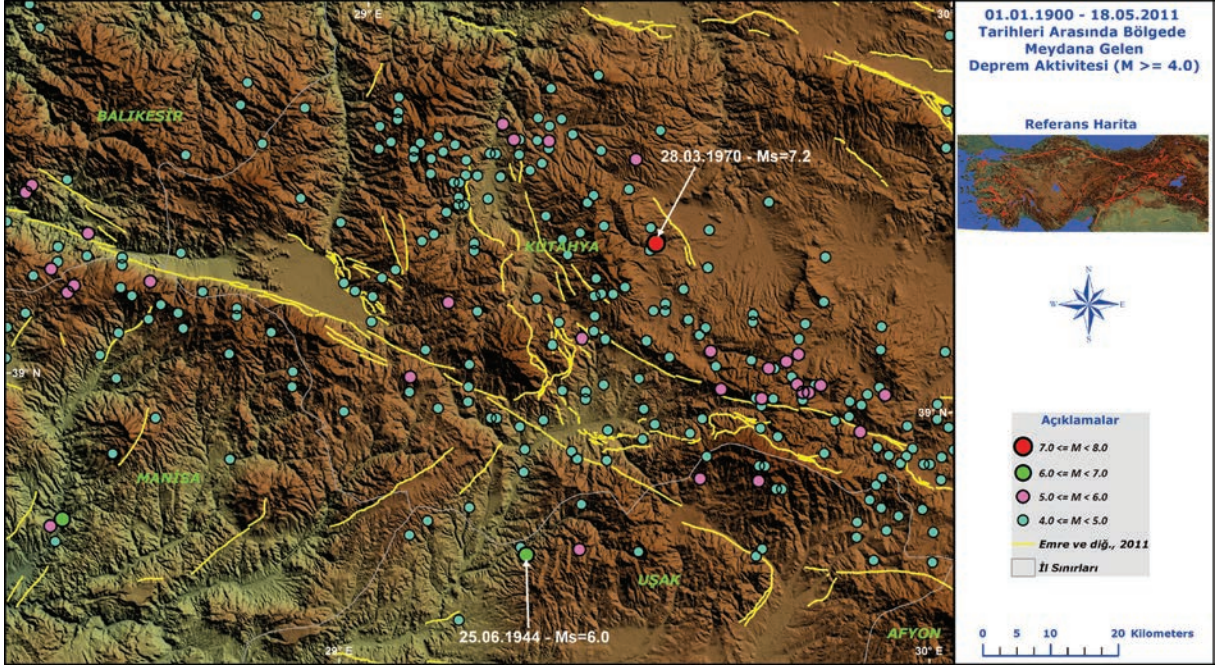 29° E
30°
BALIKESİR
28.03.1970 - Ms=7.2
KÜTAHYA
39° N
39° N
MANİSA
UŞAK
25.06.1944 - Ms=6.0
AFYON
29° E
30° E
01.01.1900 - 18.05.2011
Tarihleri Arasında Bölgede
Meydana Gelen
Deprem Aktivitesi (M >= 4.0)
Referans Harita
N
W
E
S
Açıklamalar
7.0 <= M < 8.0
6.0 <= M < 7.0
5.0 <= M < 6.0
4.0 <= M < 5.0
Emre ve diğ., 2011
İl Sınırları
0 5 10 20 Kilometers